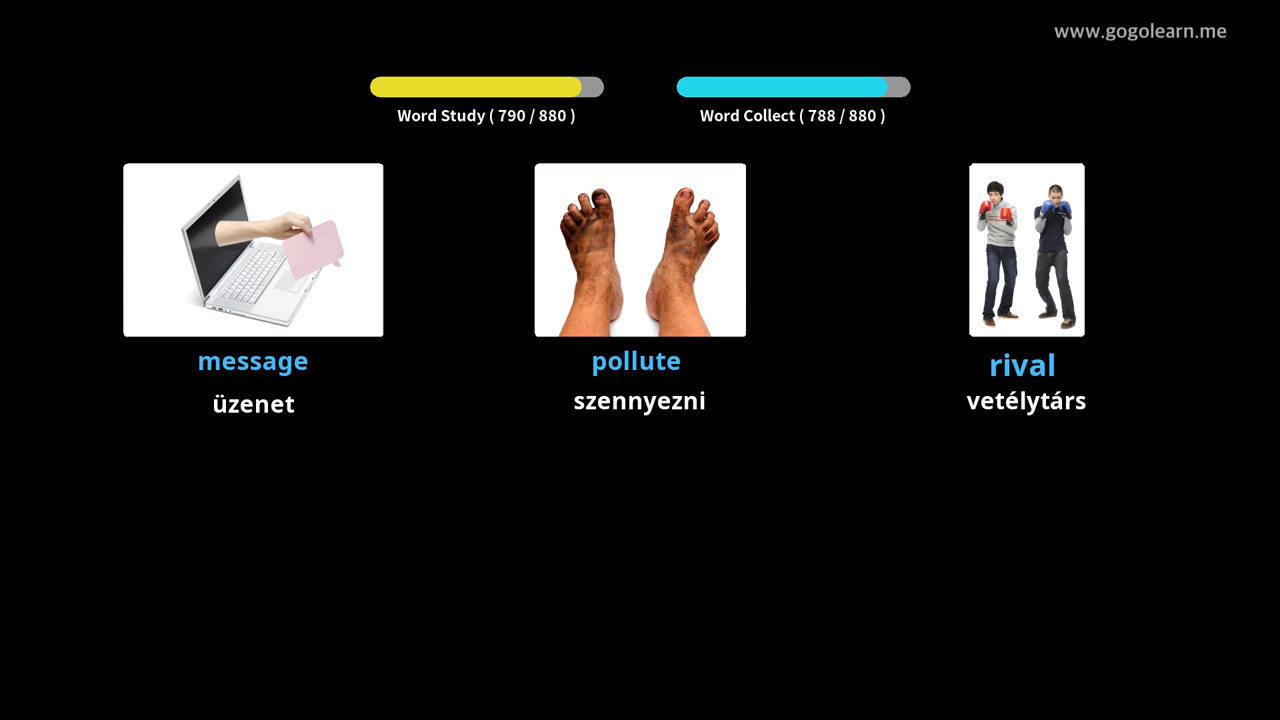 www.gogolearn.me
Word Study ( 790 / 880 )
Word Collect ( 788 / 880 )
message
pollute
rival
üzenet
szennyezni
vetélytárs